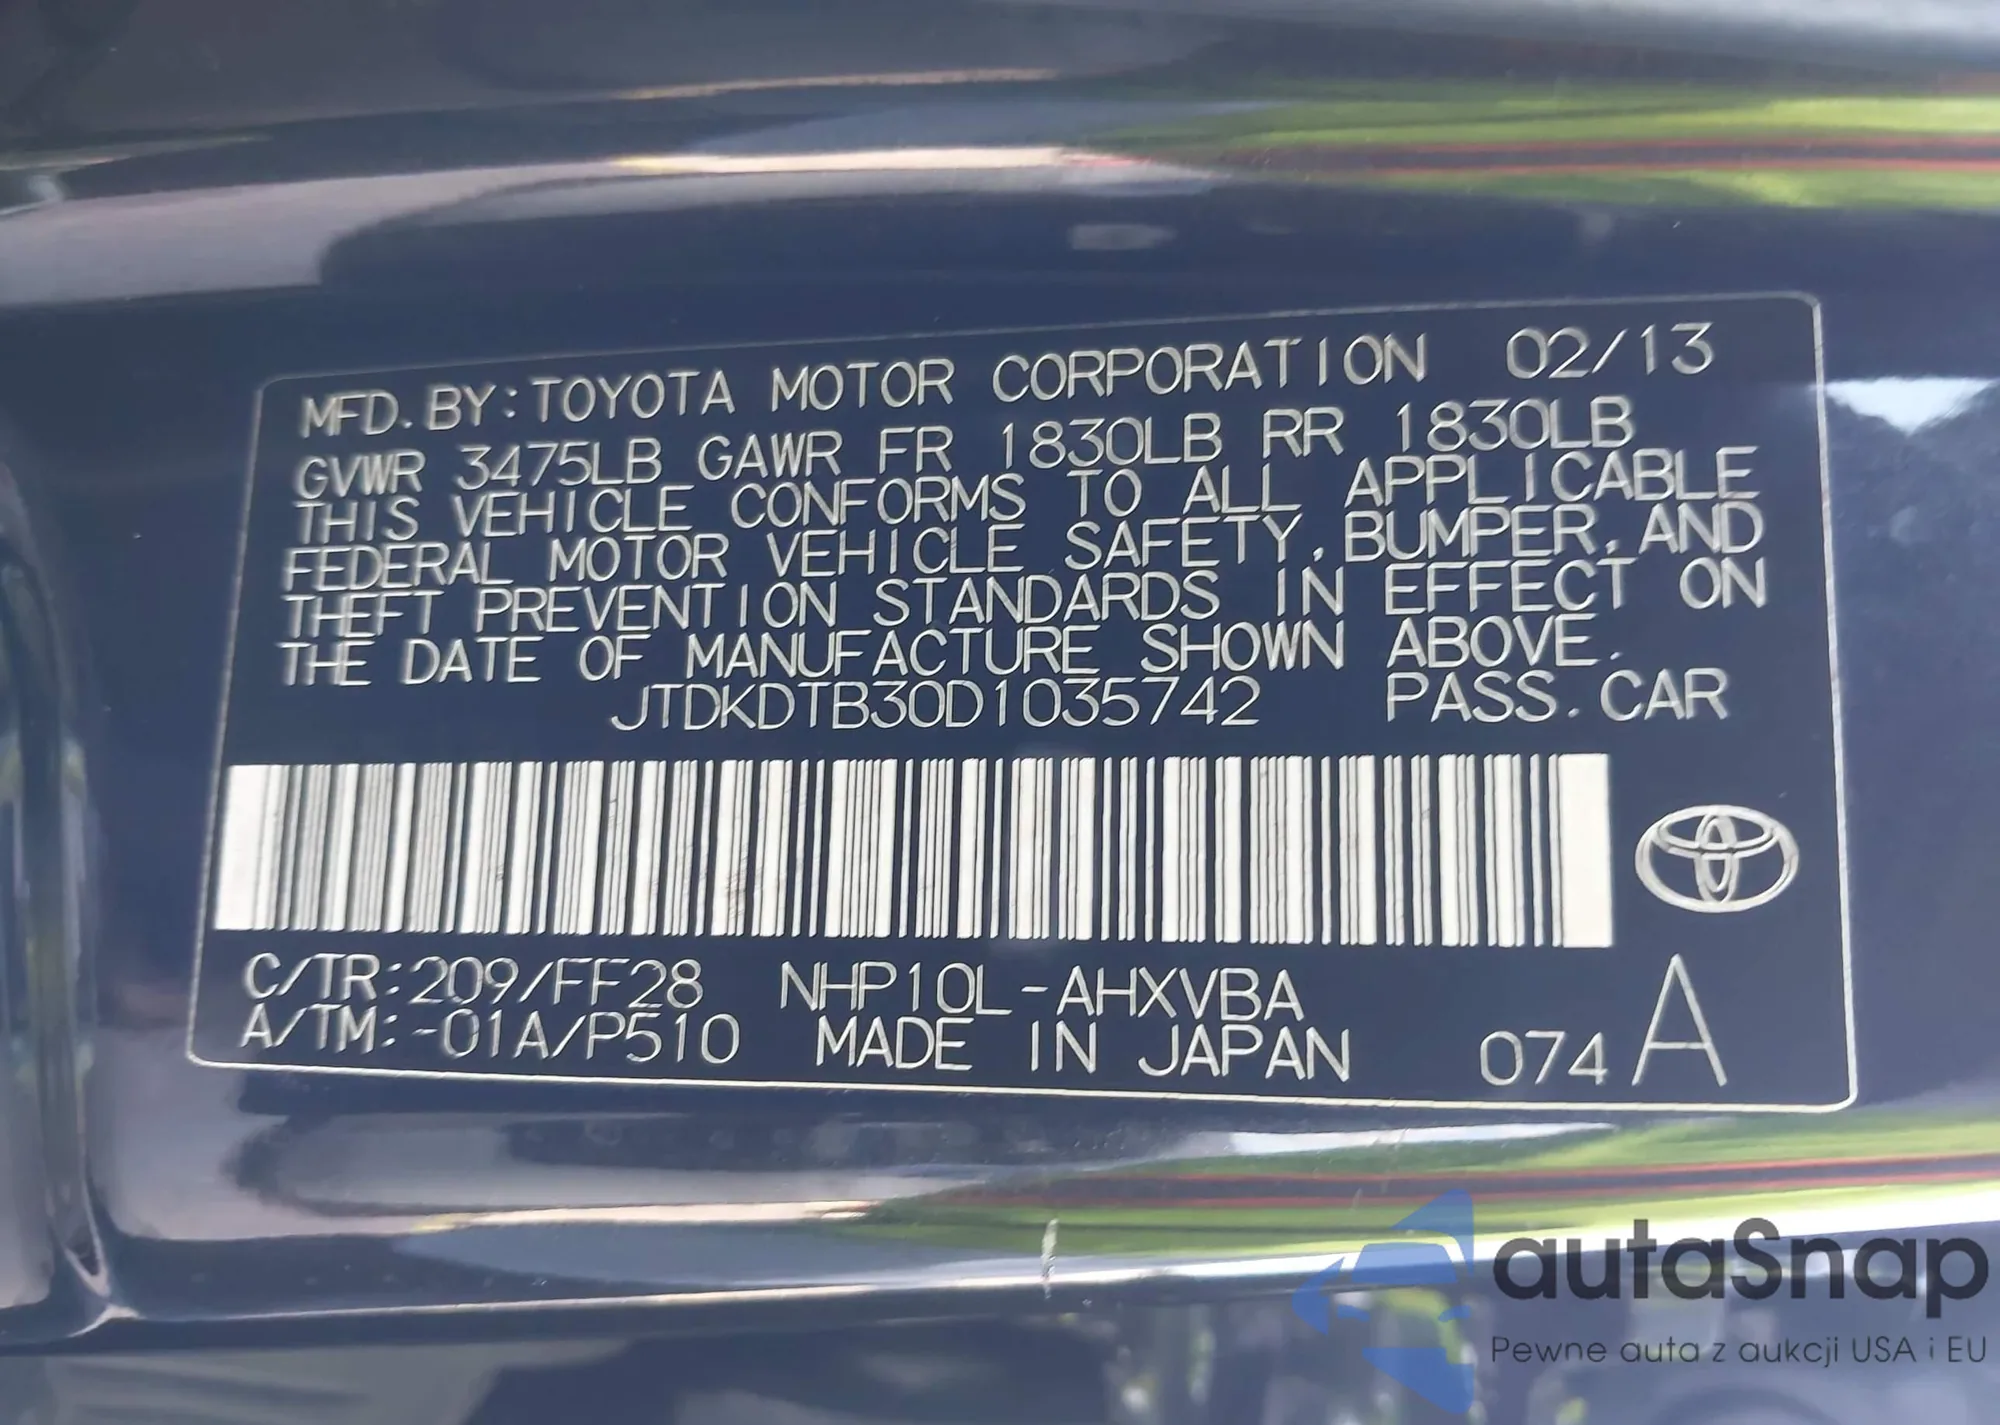 MFD. BY: TOYOTA MOTOR CORPORATION 02/13
GVWR 3475LB GAWR FR 1830LB RR 1830LB
THIS VEHICLE CONFORMS TO ALL APPLICABLE
FEDERAL MOTOR VEHICLE SAFETY, BUMPER, AND
THEFT PREVENTION STANDARDS IN EFFECT ON
THE DATE OF MANUFACTURE SHOWN ABOVE.
JTDKDTB30D1035742 PASS. CAR
C/TR: 209/FF28 NHP10L-AHXVBA
A/TM: -01A/P510 MADE IN JAPAN 074 A
autaSnap
Pewne auta z aukcji USA i EU